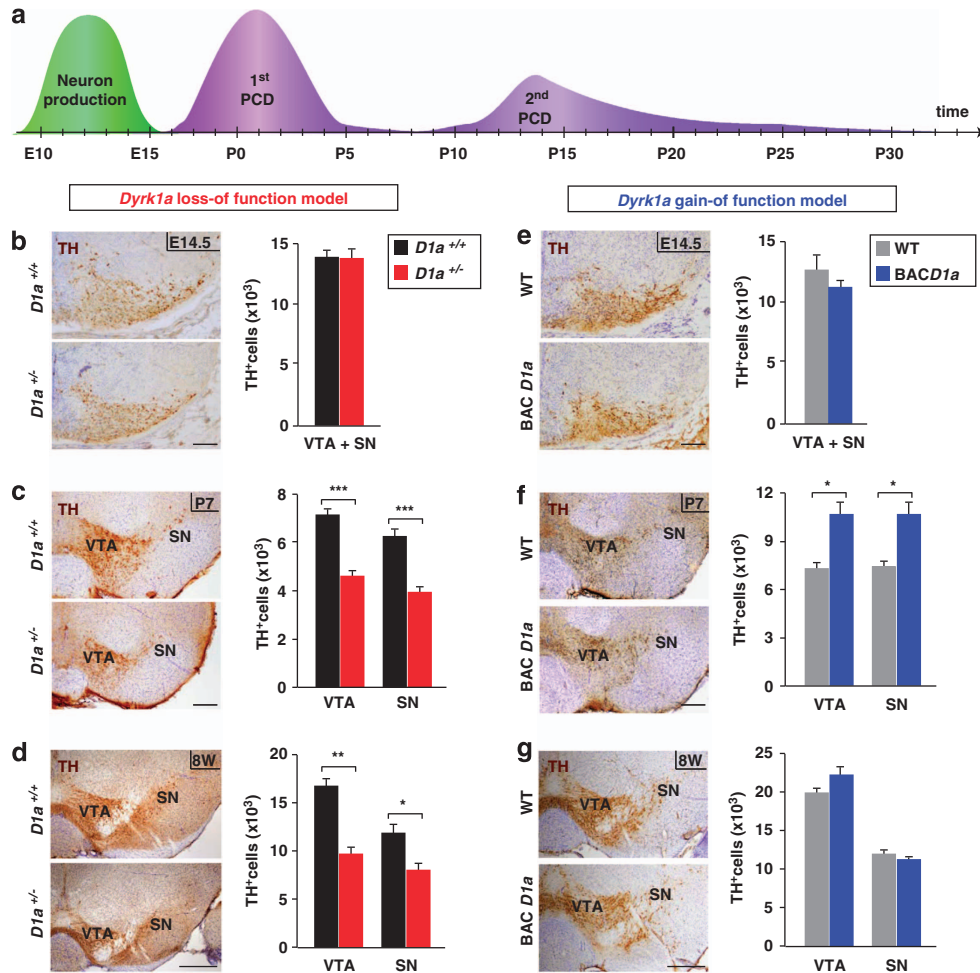 a
Neuron production
1st PCD
2nd PCD
time
E10 E15 P0 P5 P10 P15 P20 P25 P30
Dyrk1a loss-of function model
Dyrk1a gain-of function model
b
D1a +/+
TH
E14.5
D1a +/-
TH+cells (x103)
15
10
5
0
VTA + SN
D1a +/+
D1a +/-
e
WT
TH
E14.5
BAC D1a
TH+cells (x103)
15
10
5
0
VTA + SN
WT
BACD1a
c
D1a +/+
TH
P7
VTA
SN
D1a +/-
VTA
SN
TH+cells (x103)
8
6
4
2
0
***
***
VTA SN
f
WT
TH
P7
VTA
SN
BAC D1a
VTA
SN
TH+cells (x103)
12
9
6
3
0
*
*
VTA SN
d
D1a +/+
TH
8W
VTA
SN
D1a +/-
VTA
SN
TH+cells (x103)
20
15
10
5
0
**
*
VTA SN
g
WT
TH
8W
VTA
SN
BAC D1a
VTA
SN
TH+cells (x103)
25
20
15
10
5
0
VTA SN